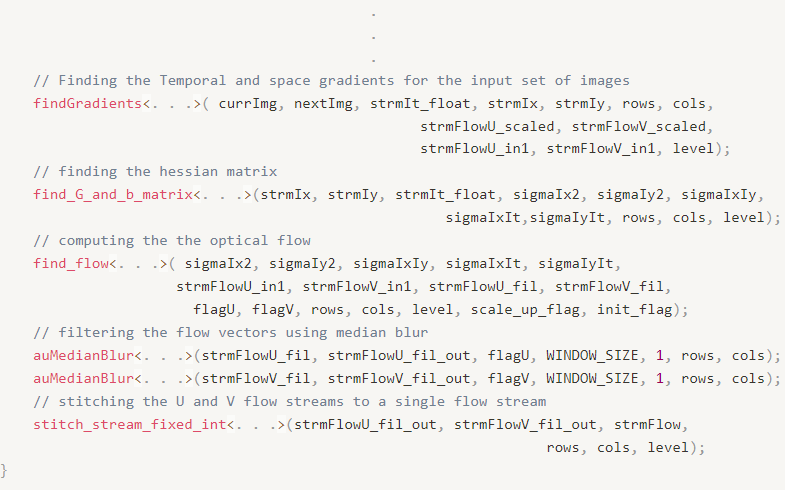 .
.
.
// Finding the Temporal and space gradients for the input set of images
findGradients<. . .>( currImg, nextImg, strmIt_float, strmIx, strmIy, rows, cols,
strmFlowU_scaled, strmFlowV_scaled,
strmFlowU_in1, strmFlowV_in1, level);
// finding the hessian matrix
find_G_and_b_matrix<. . .>(strmIx, strmIy, strmIt_float, sigmaIx2, sigmaIy2, sigmaIxIy,
sigmaIxIt,sigmaIyIt, rows, cols, level);
// computing the the optical flow
find_flow<. . .>( sigmaIx2, sigmaIy2, sigmaIxIy, sigmaIxIt, sigmaIyIt,
strmFlowU_in1, strmFlowV_in1, strmFlowU_fil, strmFlowV_fil,
flagU, flagV, rows, cols, level, scale_up_flag, init_flag);
// filtering the flow vectors using median blur
auMedianBlur<. . .>(strmFlowU_fil, strmFlowU_fil_out, flagU, WINDOW_SIZE, 1, rows, cols);
auMedianBlur<. . .>(strmFlowV_fil, strmFlowV_fil_out, flagV, WINDOW_SIZE, 1, rows, cols);
// stitching the U and V flow streams to a single flow stream
stitch_stream_fixed_int<. . .>(strmFlowU_fil_out, strmFlowV_fil_out, strmFlow,
rows, cols, level);
}